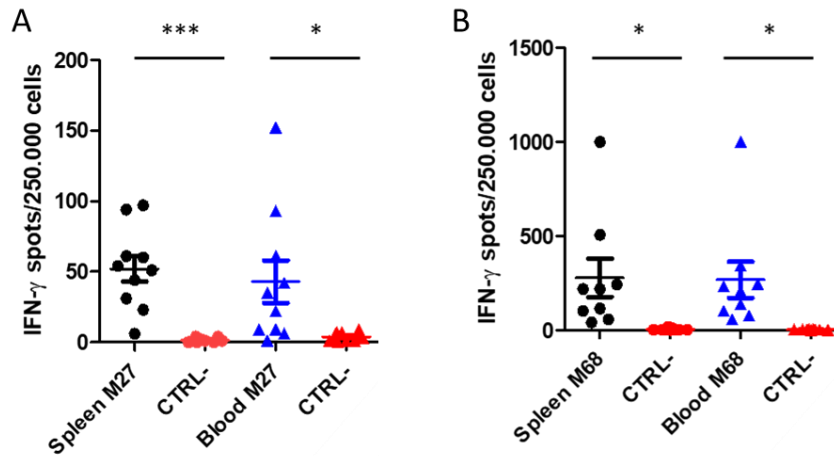 A
***
*
IFN-γ spots/250.000 cells
200
150
100
50
0
Spleen M27
CTRL-
Blood M27
CTRL-
B
*
*
IFN-γ spots/250.000 cells
1500
1000
500
0
Spleen M68
CTRL-
Blood M68
CTRL-